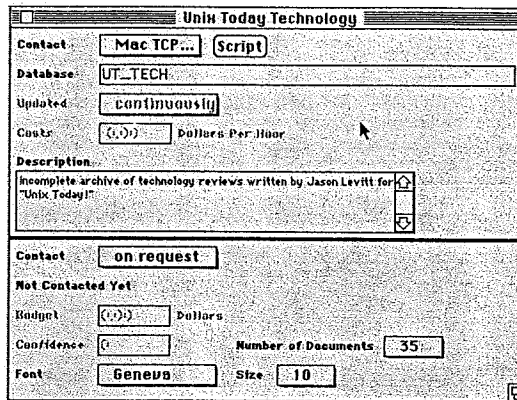 Unix Today Technology
Contact Mac TCP... Script
Database UT_TECH
Updated continuously
Costs Dollars Per Hour
Description
Incomplete archive of technology reviews written by Jason Levitt for
"Unix Today!"
Contact on request
Not Contacted Yet
Budget Dollars
Confidence Number of Documents 35
Font Geneva Size 10